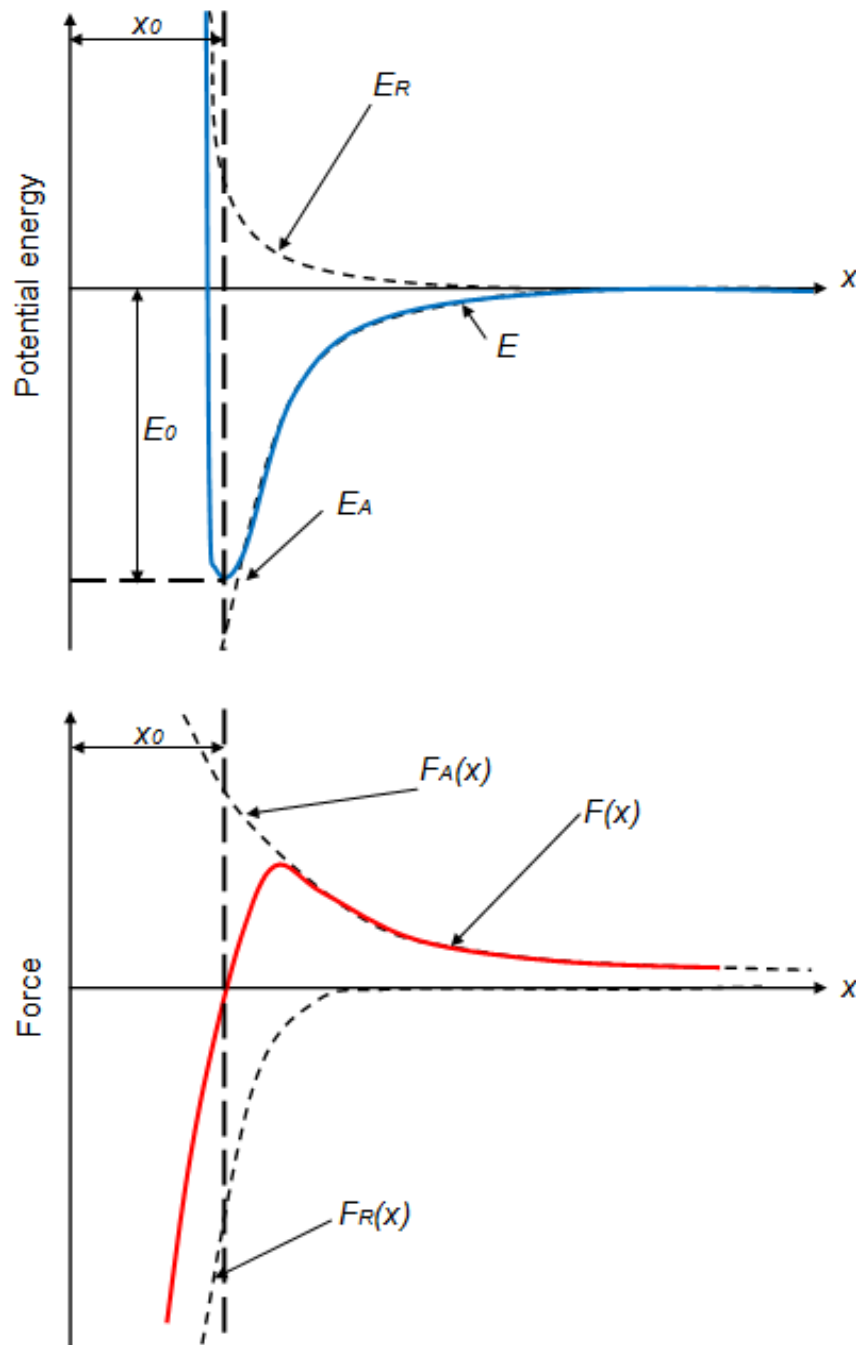 x0
ER
Potential energy
x
E
E0
EA
x0
FA(x)
F(x)
Force
x
FR(x)